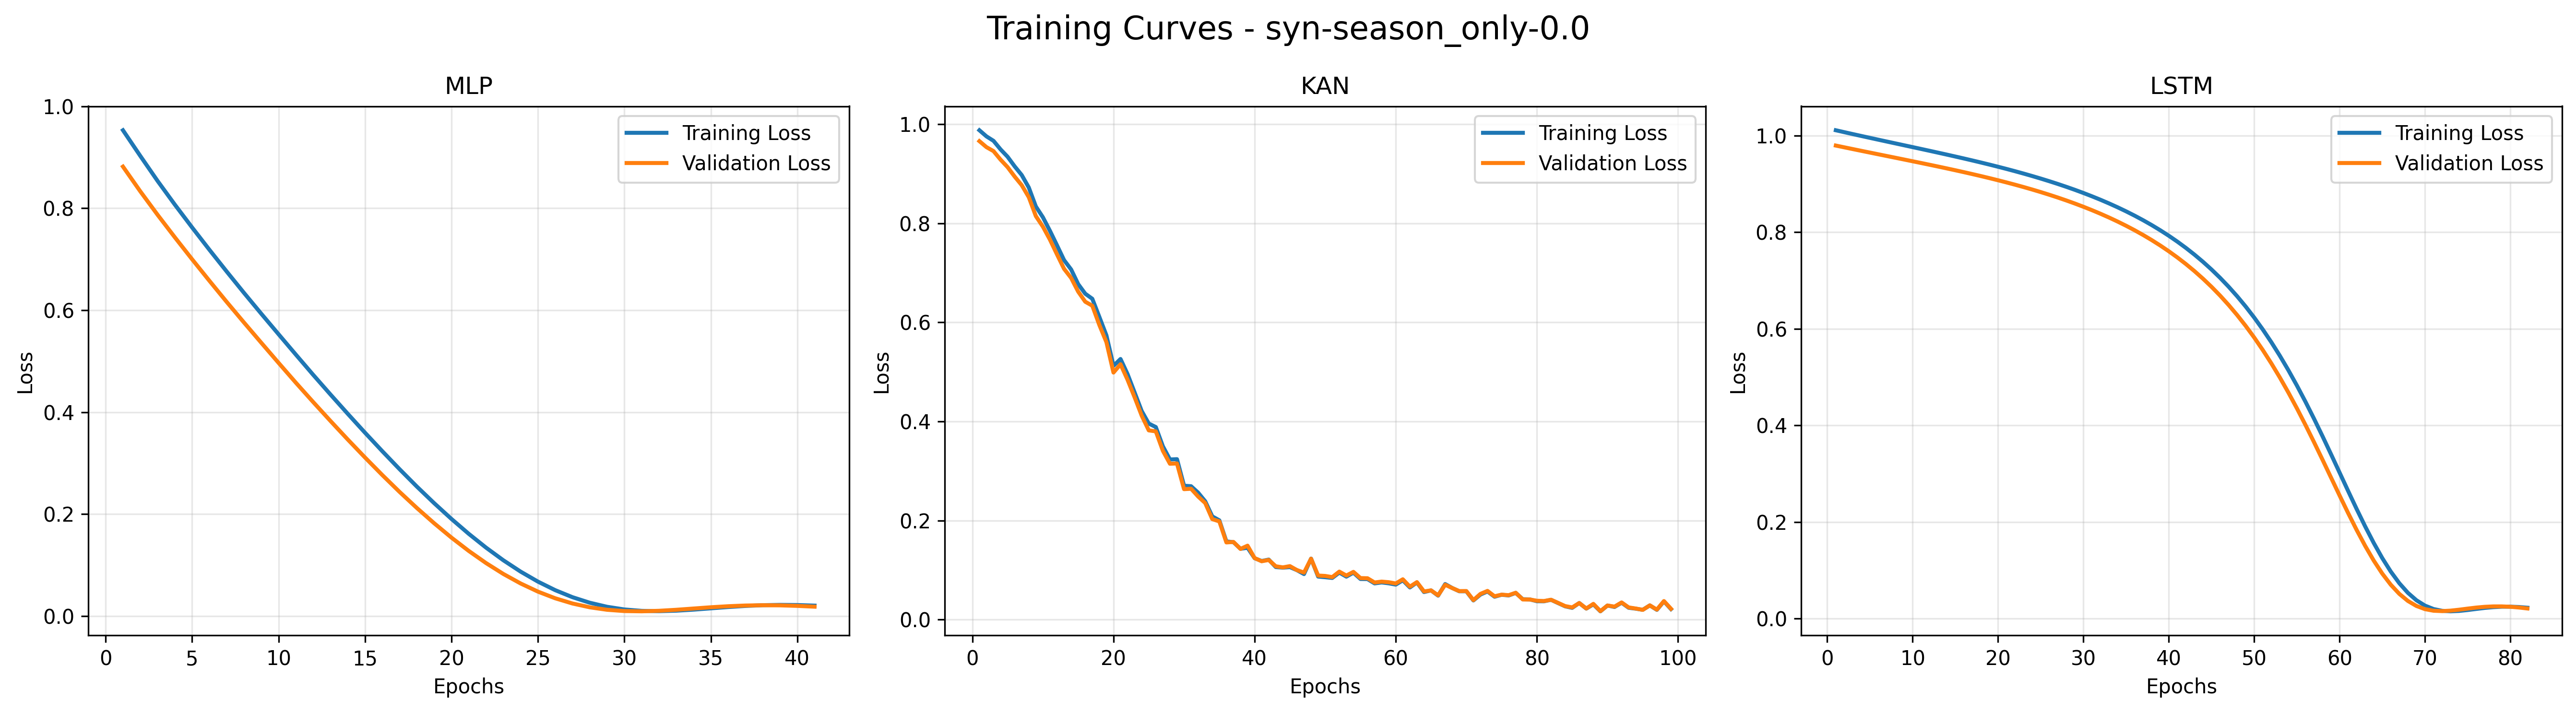 Training Curves - syn-season_only-0.0
MLP
Loss
1.0
0.8
0.6
0.4
0.2
0.0
Training Loss
Validation Loss
0 5 10 15 20 25 30 35 40
Epochs
KAN
Loss
1.0
0.8
0.6
0.4
0.2
0.0
Training Loss
Validation Loss
0 20 40 60 80 100
Epochs
LSTM
Loss
1.0
0.8
0.6
0.4
0.2
0.0
Training Loss
Validation Loss
0 10 20 30 40 50 60 70 80
Epochs